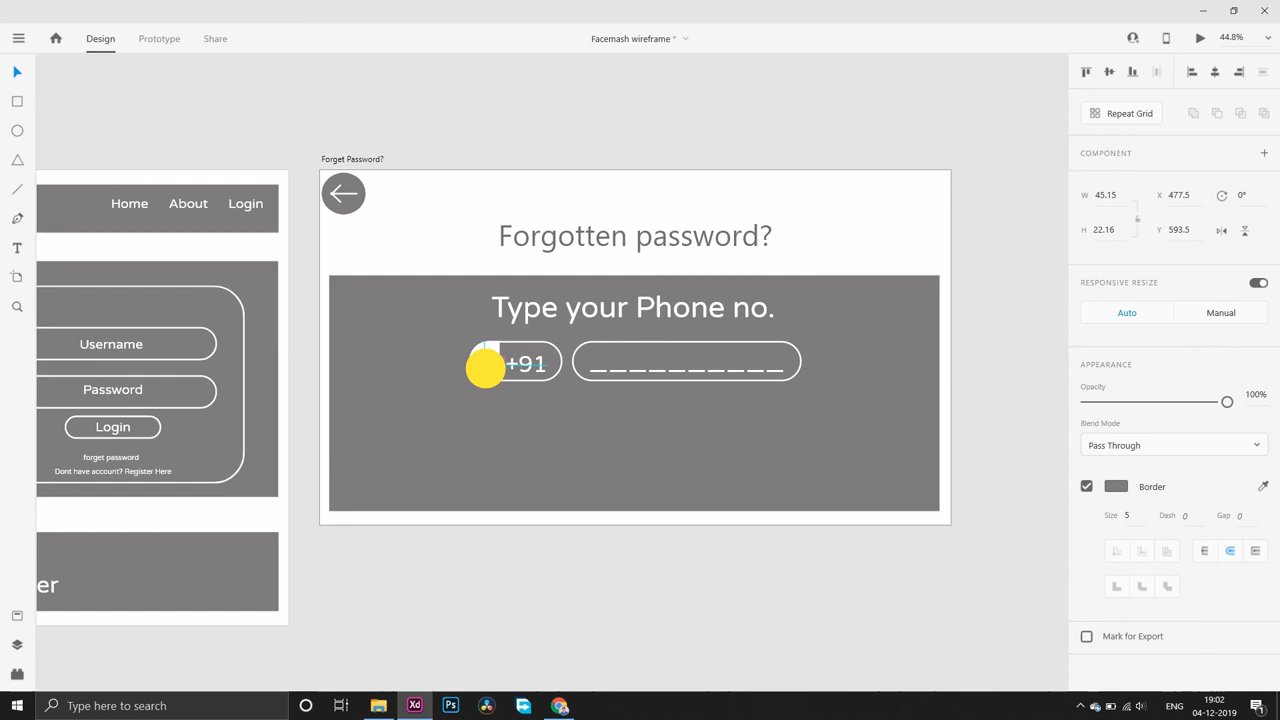 Design
Prototype
Share
Facemash wireframe *
44.8%
Repeat Grid
COMPONENT
W 45.15
X 477.5
0°
H 22.16
Y 593.5
RESPONSIVE RESIZE
Auto
Manual
APPEARANCE
Opacity
100%
Blend Mode
Pass Through
Border
Size 5
Dash 0
Gap 0
Mark for Export
Forget Password?
Forgotten password?
Type your Phone no.
+91
_ _ _ _ _ _ _ _ _ _
Home
About
Login
Username
Password
Login
forget password
Dont have account? Register Here
er
Type here to search
Xd
Ps
19:02
04-12-2019